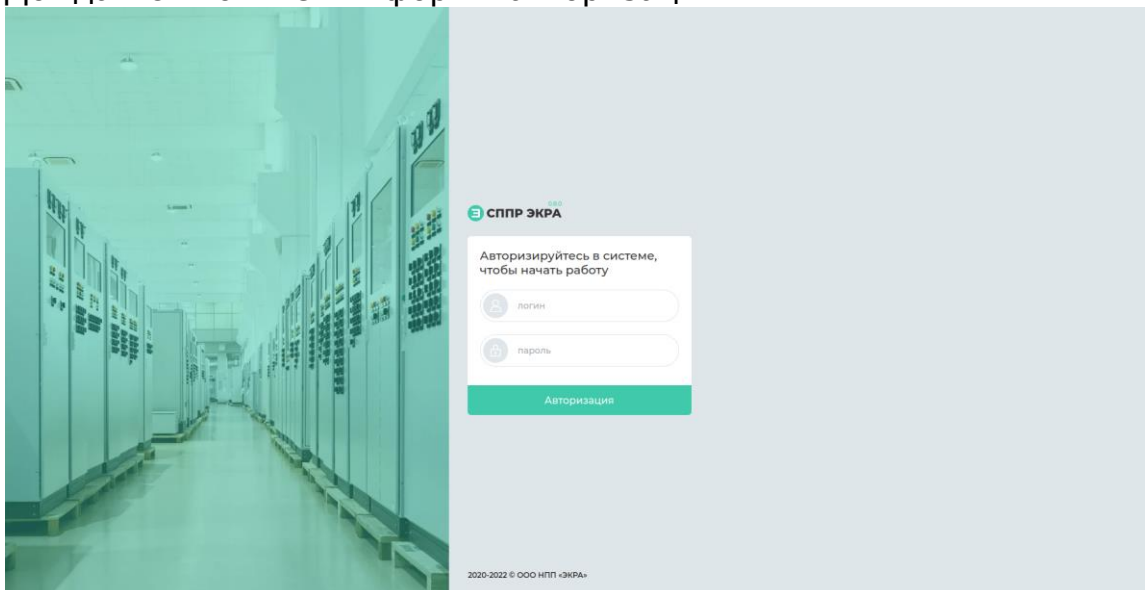 СППР ЭКРА
Авторизируйтесь в системе,
чтобы начать работу
логин
пароль
Авторизация
2020-2022 © ООО НПП «ЭКРА»